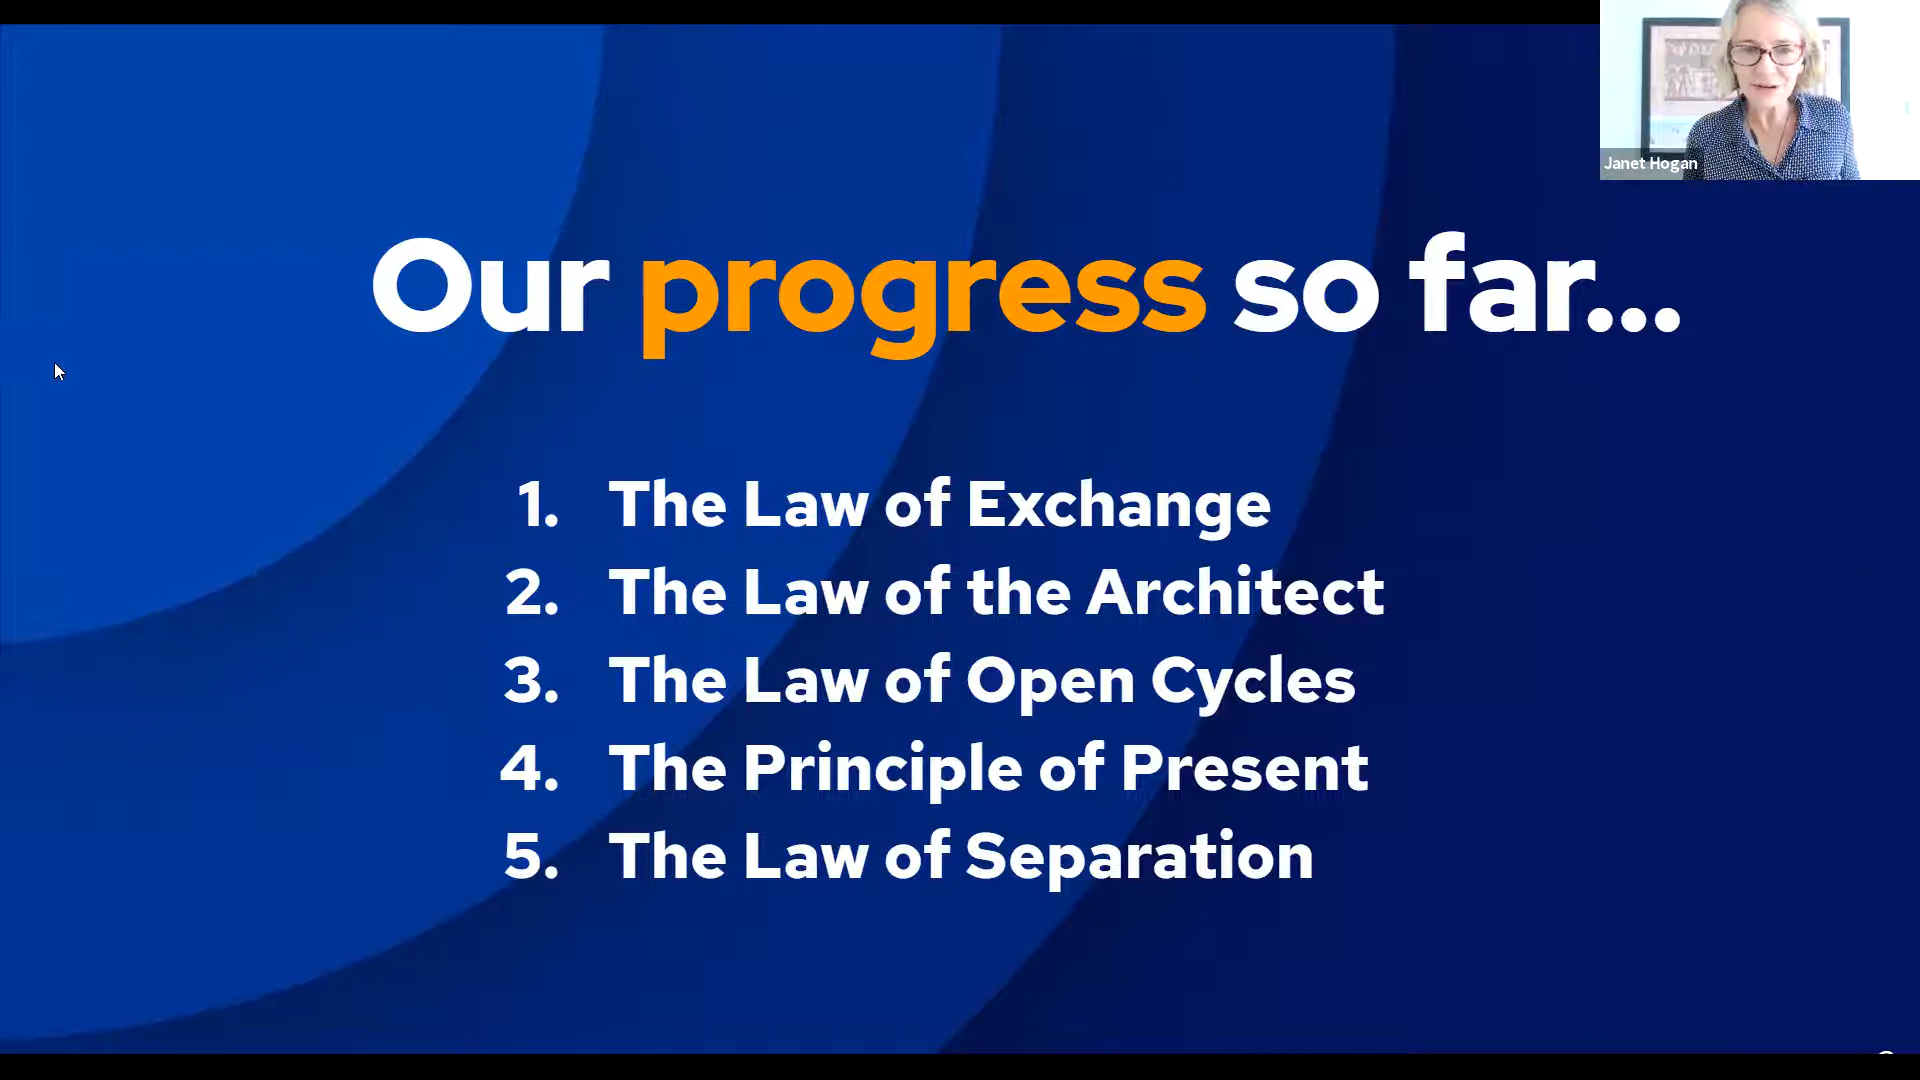 Janet Hogan
Our progress so far...
1. The Law of Exchange
2. The Law of the Architect
3. The Law of Open Cycles
4. The Principle of Present
5. The Law of Separation